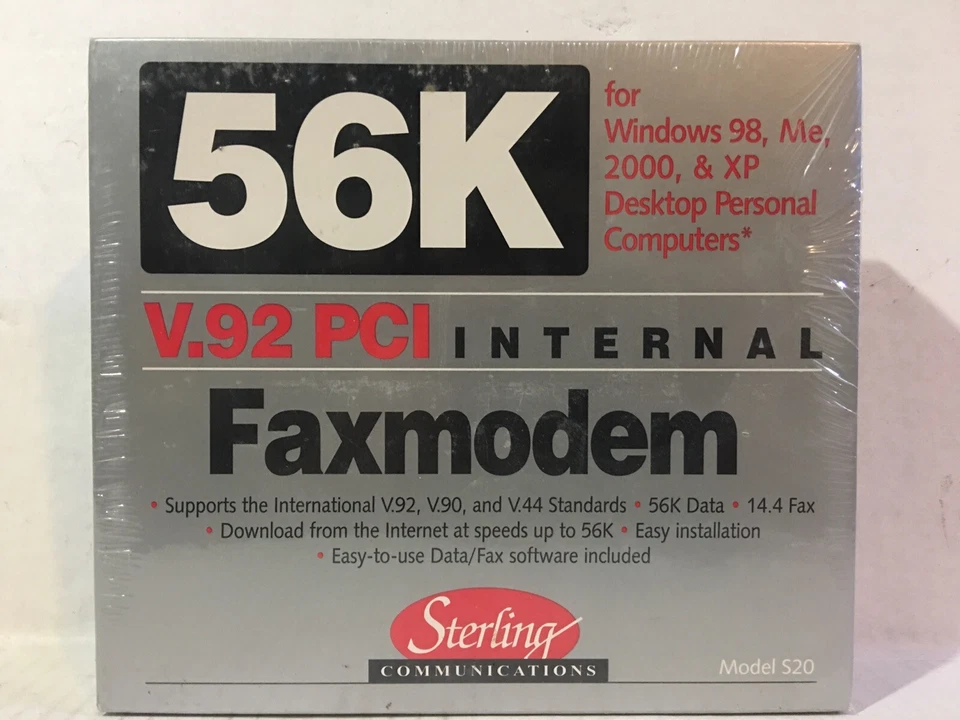 56K
for
Windows 98, Me,
2000, & XP
Desktop Personal
Computers*
V.92 PCI INTERNAL
Faxmodem
• Supports the International V.92, V.90, and V.44 Standards • 56K Data • 14.4 Fax
• Download from the Internet at speeds up to 56K • Easy installation
• Easy-to-use Data/Fax software included
Sterling
COMMUNICATIONS
Model S20